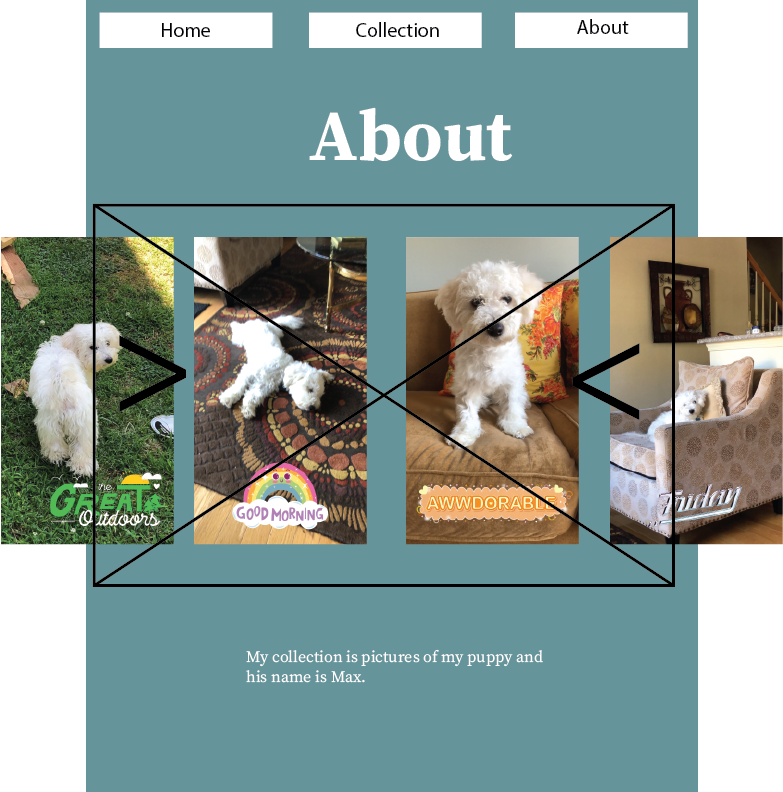 Home
Collection
About
About
>
<
the
GREAT
Outdoors
GOOD MORNING
AWWDORABLE
Friday
My collection is pictures of my puppy and
his name is Max.